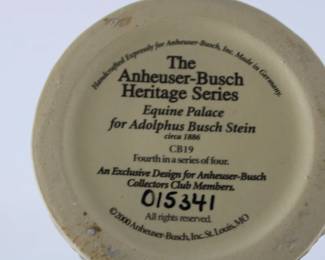 Handcrafted Expressly for Anheuser-Busch, Inc. Made in Germany.
The
Anheuser-Busch
Heritage Series
Equine Palace
for Adolphus Busch Stein
circa 1886
CB19
Fourth in a series of four.
An Exclusive Design for Anheuser-Busch
Collectors Club Members.
015341
All rights reserved.
©2000 Anheuser-Busch, Inc. St. Louis, MO